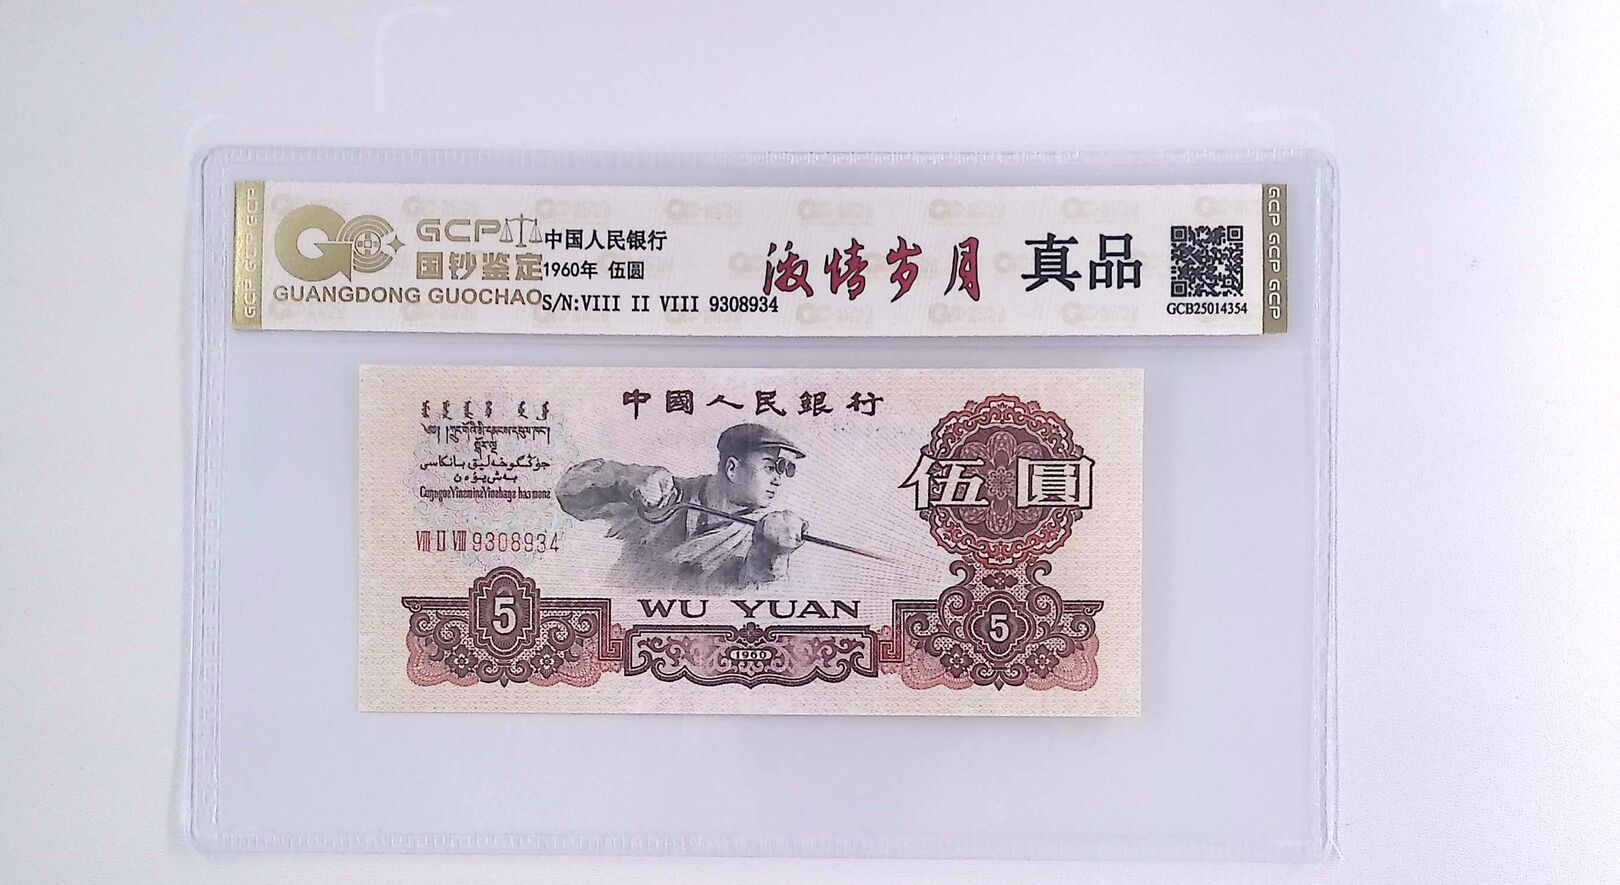 GCP
国钞鉴定
GUANGDONG GUOCHAO
中国人民银行
1960年 伍圆
S/N:VIII II VIII 9308934
激情岁月
真品
GCB25014354
GCP GCP GCP
GCP GCP GCP
中國人民銀行
伍圓
VIII II VIII 9308934
WU YUAN
5
1960
5